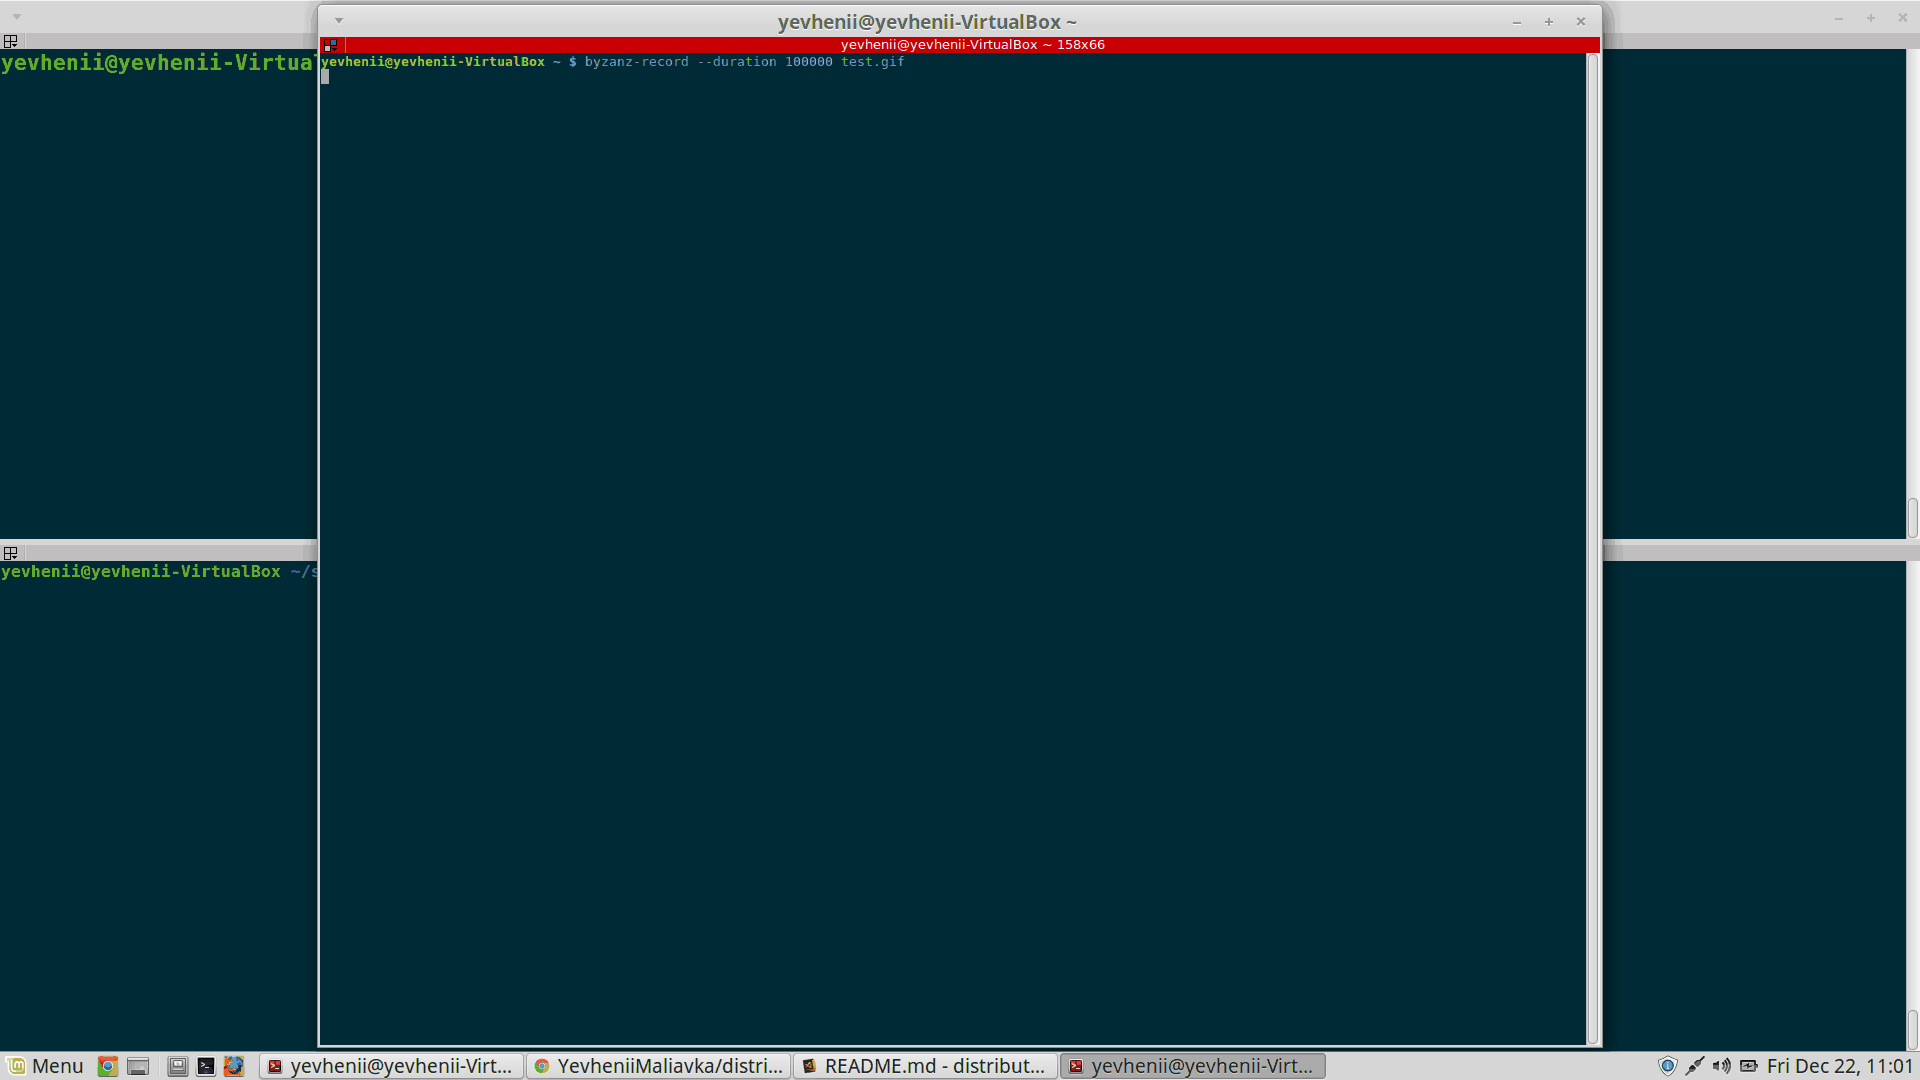 yevhenii@yevhenii-VirtualBox ~
yevhenii@yevhenii-VirtualBox ~ 158x66
yevhenii@yevhenii-Virtua
yevhenii@yevhenii-VirtualBox ~ $ byzanz-record --duration 100000 test.gif
yevhenii@yevhenii-VirtualBox ~/s
Menu
yevhenii@yevhenii-Virt...
YevheniiMaliavka/distri...
README.md - distribut...
yevhenii@yevhenii-Virt...
Fri Dec 22, 11:01